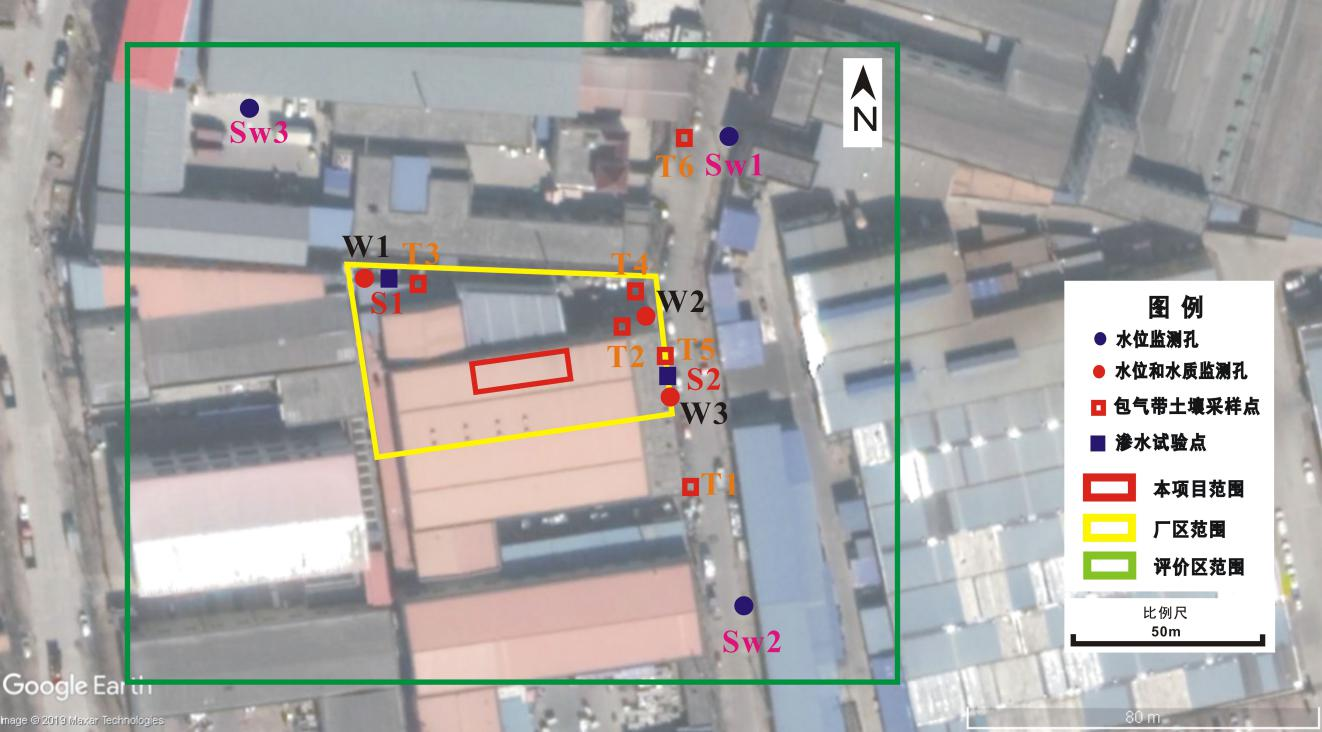 N
Sw3
T6
Sw1
W1
T3
T4
S1
W2
T2
T5
S2
W3
T1
Sw2
图例
水位监测孔
水位和水质监测孔
包气带土壤采样点
渗水试验点
本项目范围
厂区范围
评价区范围
比例尺
50m
Google Earth
Image © 2019 Maxar Technologies
80 m